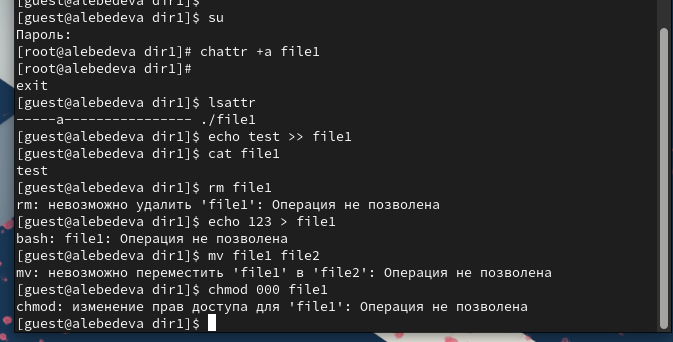 [guest@alebedeva dir1]$
[guest@alebedeva dir1]$ su
Пароль:
[root@alebedeva dir1]# chattr +a file1
[root@alebedeva dir1]#
exit
[guest@alebedeva dir1]$ lsattr
-----a---------------- ./file1
[guest@alebedeva dir1]$ echo test >> file1
[guest@alebedeva dir1]$ cat file1
test
[guest@alebedeva dir1]$ rm file1
rm: невозможно удалить 'file1': Операция не позволена
[guest@alebedeva dir1]$ echo 123 > file1
bash: file1: Операция не позволена
[guest@alebedeva dir1]$ mv file1 file2
mv: невозможно переместить 'file1' в 'file2': Операция не позволена
[guest@alebedeva dir1]$ chmod 000 file1
chmod: изменение прав доступа для 'file1': Операция не позволена
[guest@alebedeva dir1]$